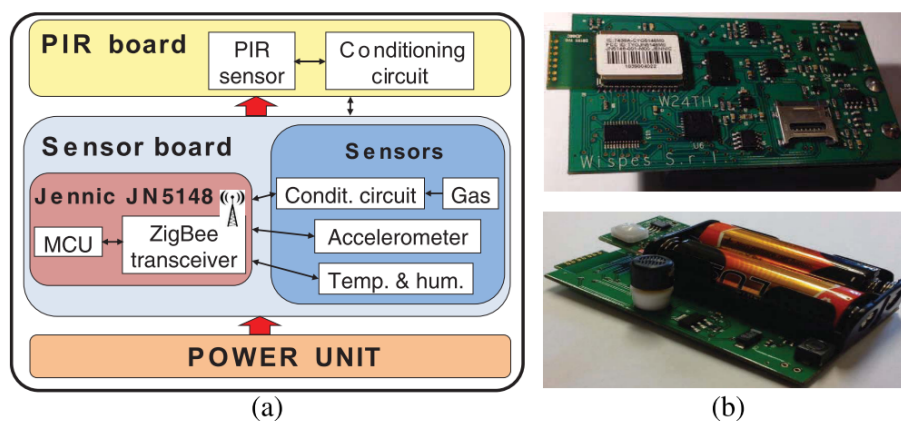 PIR board
PIR
sensor
Conditioning
circuit
Sensor board
Sensors
Jennic JN5148
MCU
ZigBee
transceiver
Condit. circuit
Gas
Accelerometer
Temp. & hum.
POWER UNIT
(a)
W24TH
Wispes S.r.l.
U6
(b)